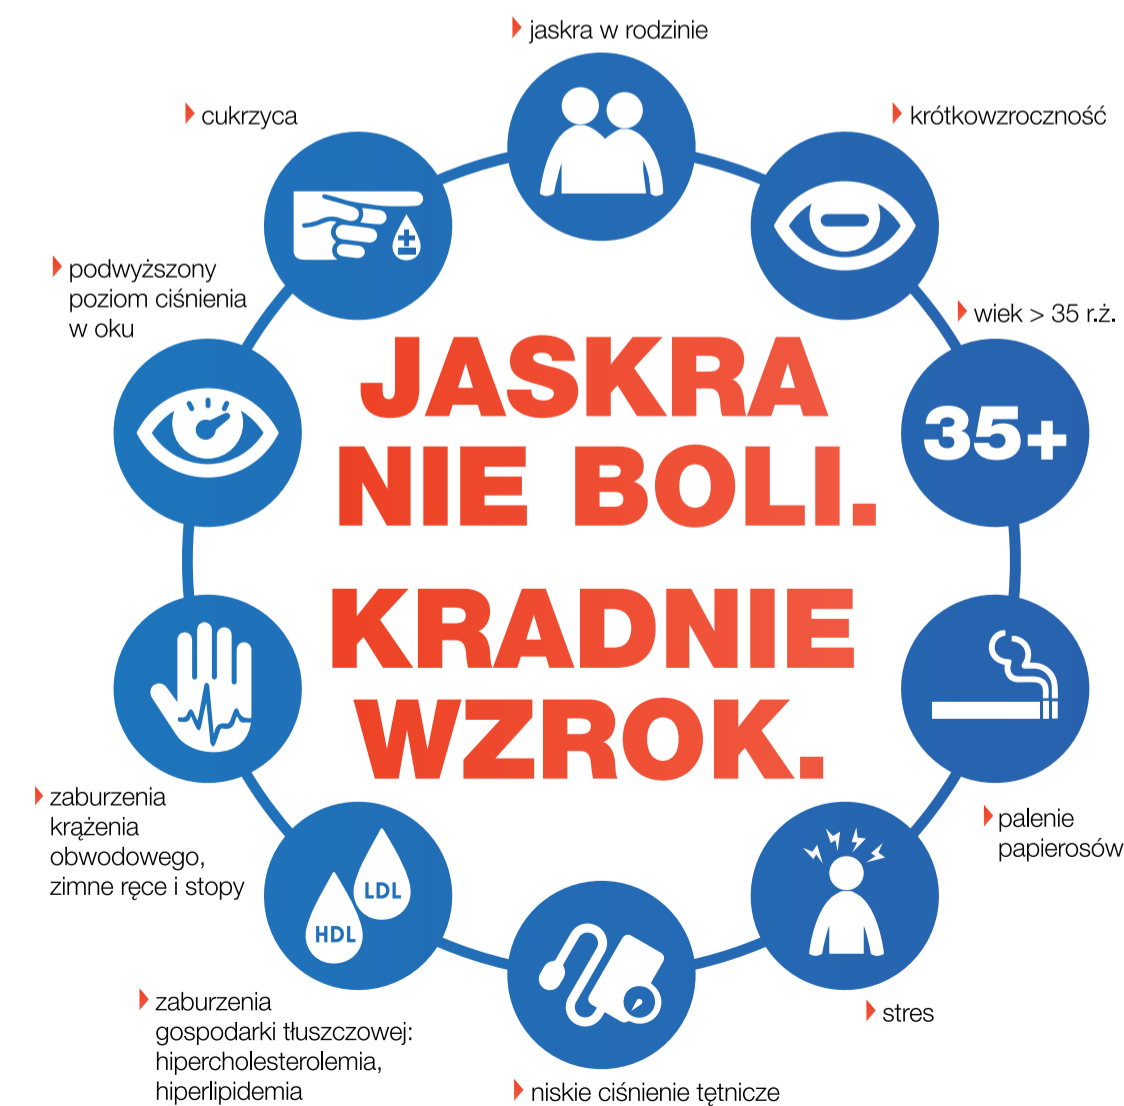 jaskra w rodzinie
krótkowzroczność
wiek > 35 r.ż.
35+
palenie
papierosów
stres
niskie ciśnienie tętnicze
zaburzenia
gospodarki tłuszczowej:
hipercholesterolemia,
hiperlipidemia
LDL
HDL
zaburzenia
krążenia
obwodowego,
zimne ręce i stopy
podwyższony
poziom ciśnienia
w oku
cukrzyca
JASKRA
NIE BOLI.
KRADNIE
WZROK.